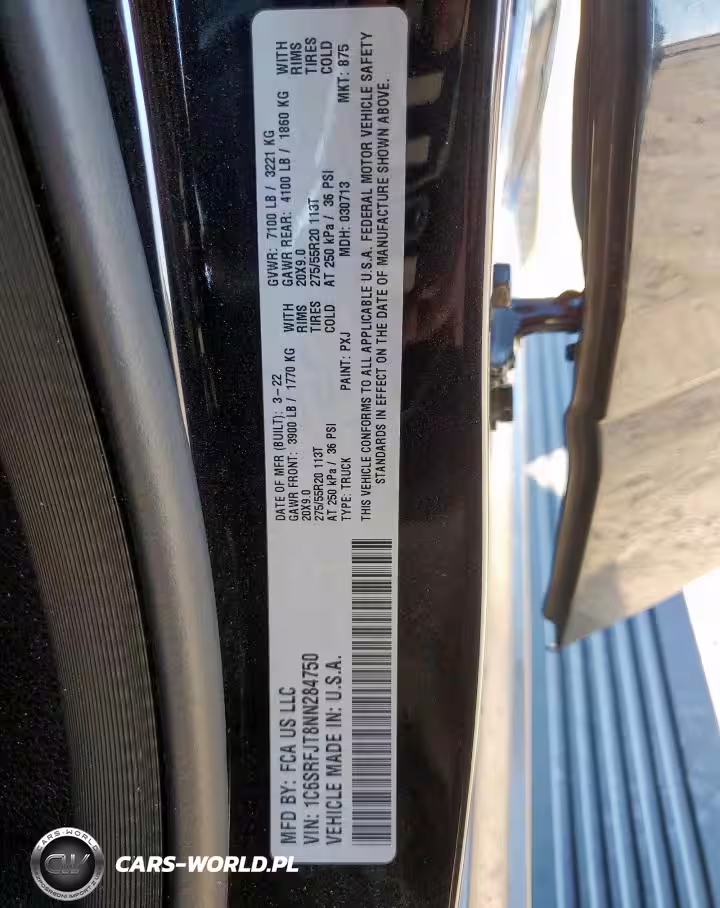 MFD BY: FCA US LLC
VIN: 1C6SRFJT8NN284750
VEHICLE MADE IN: U.S.A.
DATE OF MFR (BUILT): 3-22 GVWR: 7100 LB / 3221 KG
GAWR FRONT: 3900 LB / 1770 KG WITH GAWR REAR: 4100 LB / 1860 KG WITH
20X9.0 RIMS 20X9.0 RIMS
275/55R20 113T TIRES 275/55R20 113T TIRES
AT 250 kPa / 36 PSI COLD AT 250 kPa / 36 PSI COLD
TYPE: TRUCK PAINT: PXJ MDH: 030713 MKT: 875
THIS VEHICLE CONFORMS TO ALL APPLICABLE U.S.A. FEDERAL MOTOR VEHICLE SAFETY
STANDARDS IN EFFECT ON THE DATE OF MANUFACTURE SHOWN ABOVE.
CARS-WORLD
CW
CARS-WORLD.PL